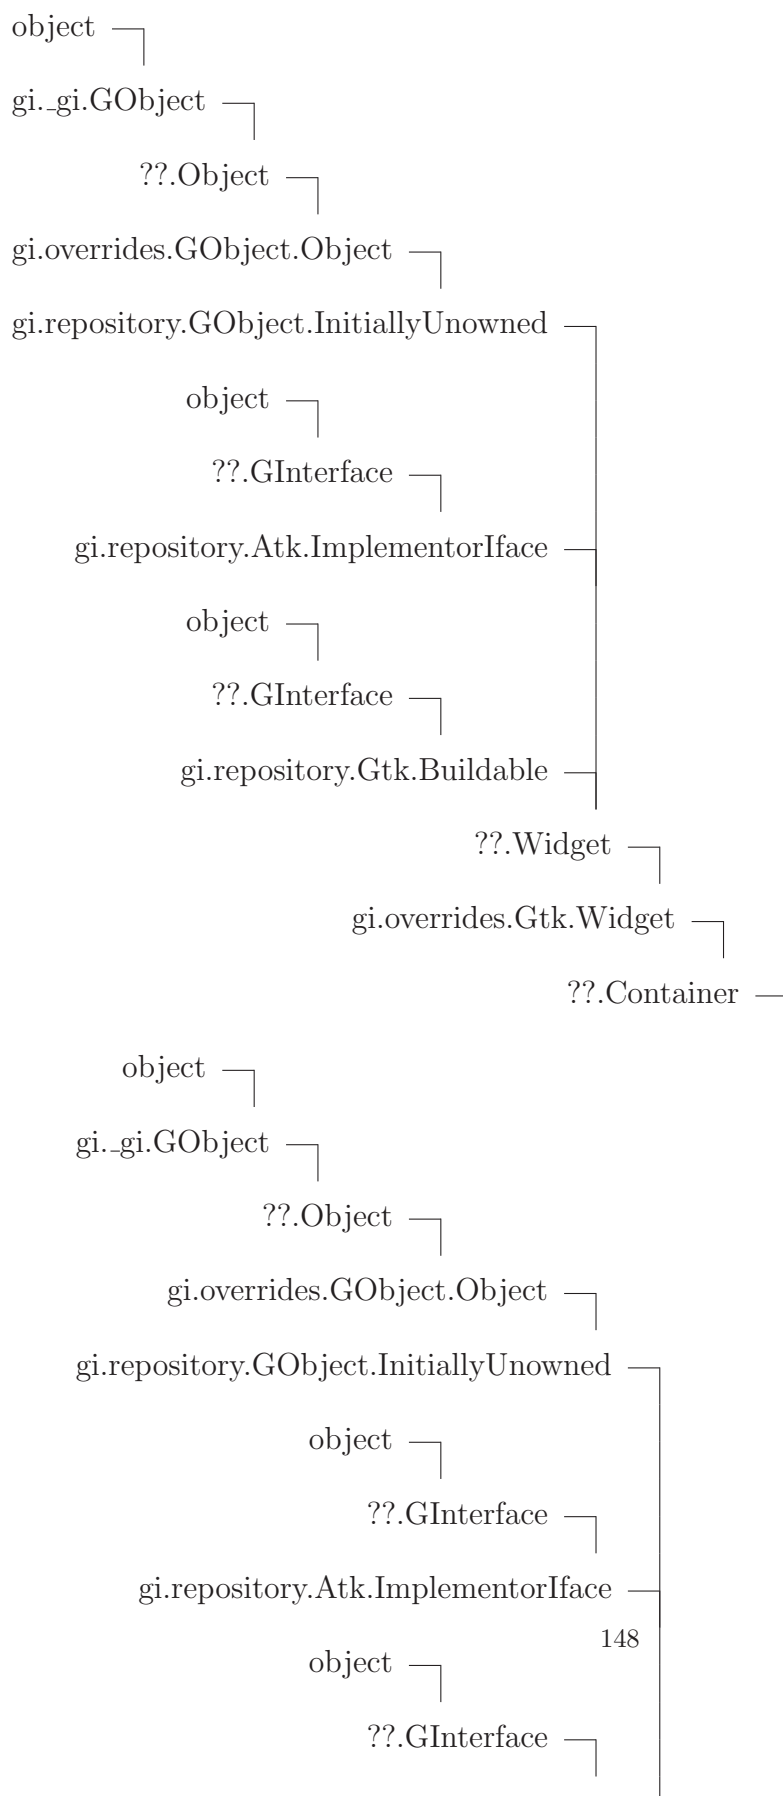 object
gi._gi.GObject
??.Object
gi.overrides.GObject.Object
gi.repository.GObject.InitiallyUnowned
object
??.GInterface
gi.repository.Atk.ImplementorIface
object
??.GInterface
gi.repository.Gtk.Buildable
??.Widget
gi.overrides.Gtk.Widget
??.Container
object
gi._gi.GObject
??.Object
gi.overrides.GObject.Object
gi.repository.GObject.InitiallyUnowned
object
??.GInterface
gi.repository.Atk.ImplementorIface
148
object
??.GInterface